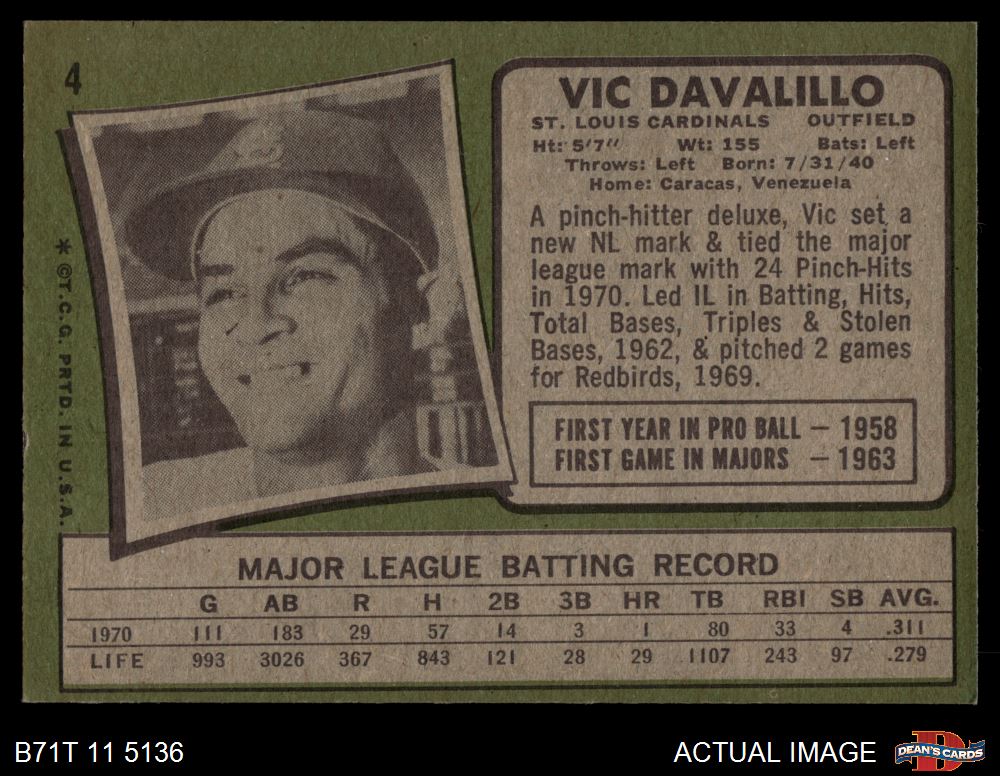 4
VIC DAVALILLO
ST. LOUIS CARDINALS OUTFIELD
Ht: 5'7" Wt: 155 Bats: Left
Throws: Left Born: 7/31/40
Home: Caracas, Venezuela
A pinch-hitter deluxe, Vic set a
new NL mark & tied the major
league mark with 24 Pinch-Hits
in 1970. Led IL in Batting, Hits,
Total Bases, Triples & Stolen
Bases, 1962, & pitched 2 games
for Redbirds, 1969.
FIRST YEAR IN PRO BALL — 1958
FIRST GAME IN MAJORS — 1963
* ©T.C.G. PRTD. IN U.S.A.
MAJOR LEAGUE BATTING RECORD
G AB R H 2B 3B HR TB RBI SB AVG.
1970 111 183 29 57 14 3 1 80 33 4 .311
LIFE 993 3026 367 843 121 28 29 1107 243 97 .279
B71T 11 5136
ACTUAL IMAGE
DEAN'S CARDS